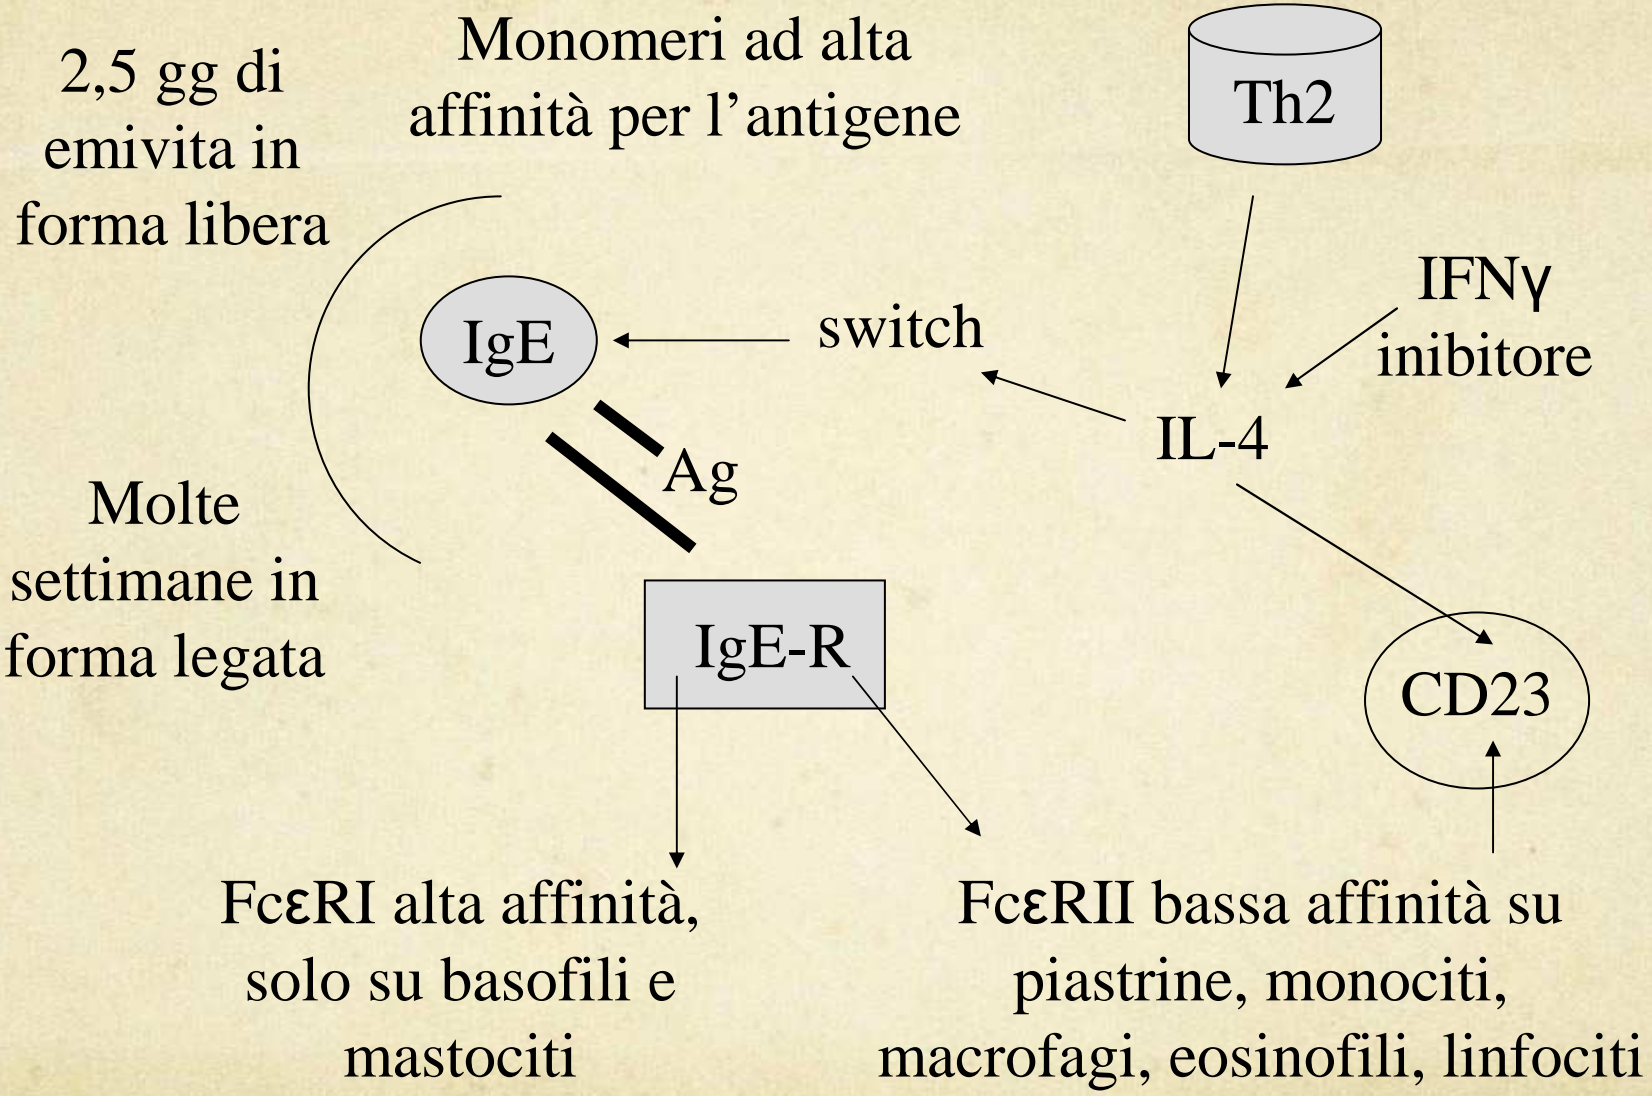 2,5 gg di
emivita in
forma libera
Monomeri ad alta
affinità per l’antigene
Th2
IFNγ
inibitore
switch
IgE
IL-4
Ag
Molte
settimane in
forma legata
IgE-R
CD23
FcεRI alta affinità,
solo su basofili e
mastociti
FcεRII bassa affinità su
piastrine, monociti,
macrofagi, eosinofili, linfociti